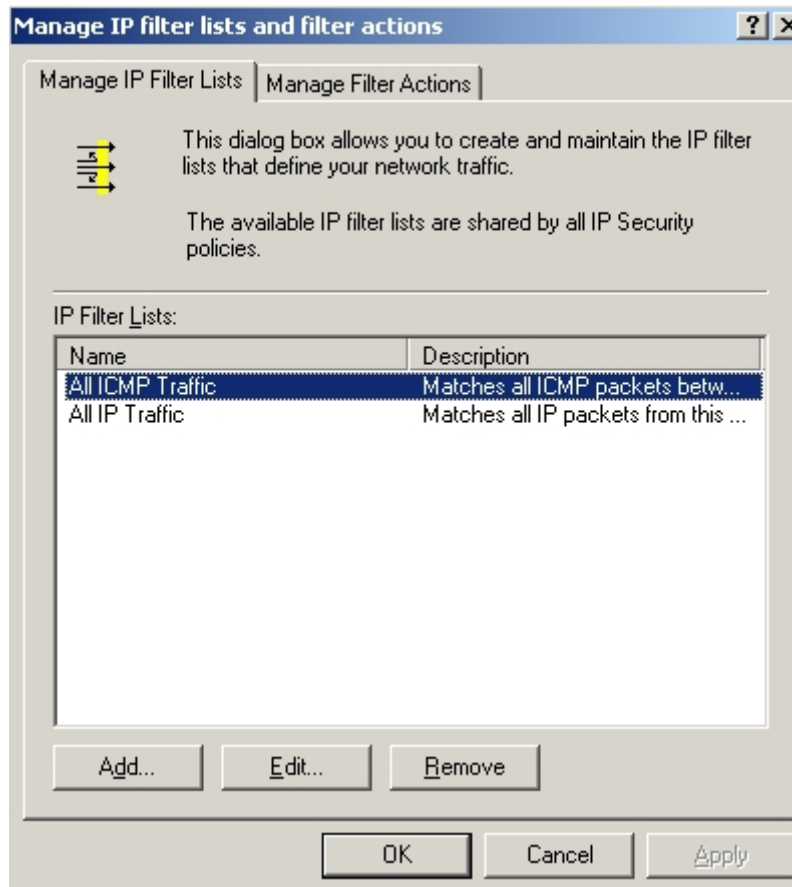 Manage IP filter lists and filter actions
Manage IP Filter Lists Manage Filter Actions
This dialog box allows you to create and maintain the IP filter
lists that define your network traffic.
The available IP filter lists are shared by all IP Security
policies.
IP Filter Lists:
Name Description
All ICMP Traffic Matches all ICMP packets betw...
All IP Traffic Matches all IP packets from this ...
Add... Edit... Remove
OK Cancel Apply